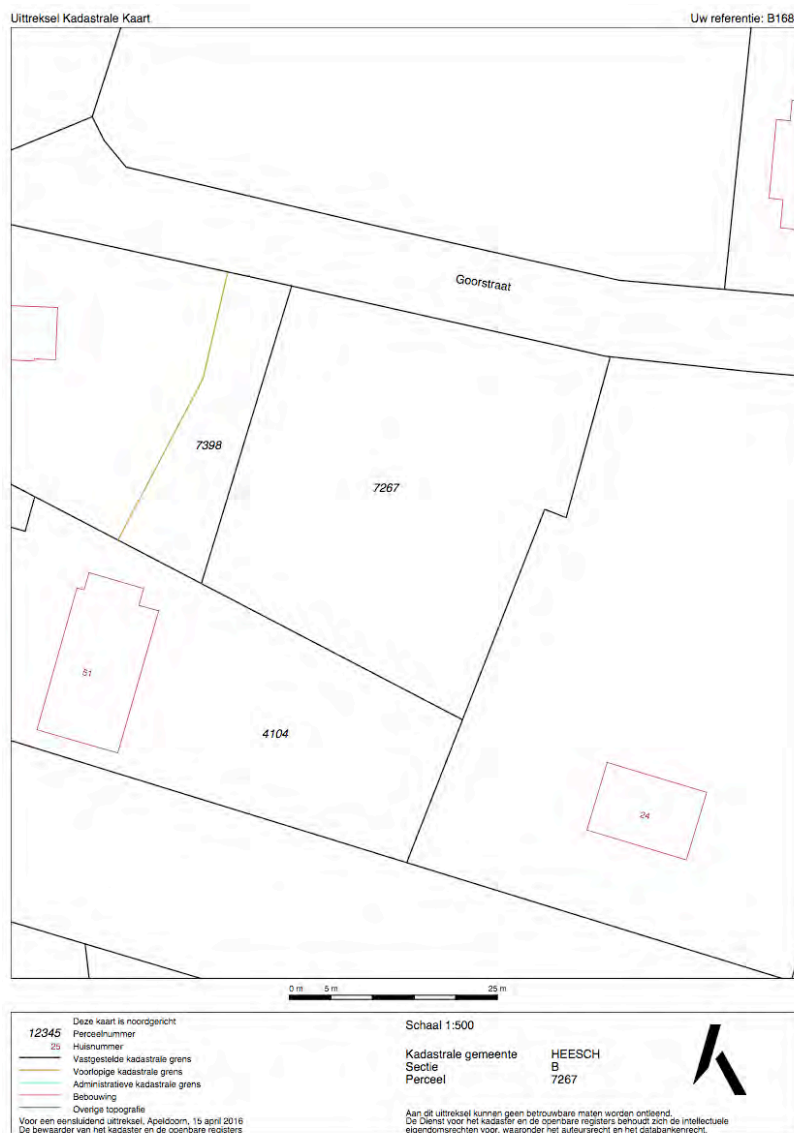 Uittreksel Kadastrale Kaart
Uw referentie: B168
Goorstraat
7398
7267
51
4104
24
0 m 5 m 25 m
Deze kaart is noordgericht
12345 Perceelnummer
25 Huisnummer
Vastgestelde kadastrale grens
Voorlopige kadastrale grens
Administratieve kadastrale grens
Bebouwing
Overige topografie
Voor een eensluidend uittreksel, Apeldoorn, 15 april 2016
De bewaarder van het kadaster en de openbare registers
Schaal 1:500
Kadastrale gemeente HEESCH
Sectie B
Perceel 7267
Aan dit uittreksel kunnen geen betrouwbare maten worden ontleend.
De Dienst voor het kadaster en de openbare registers behoudt zich de intellectuele
eigendomsrechten voor, waaronder het auteursrecht en het databankenrecht.